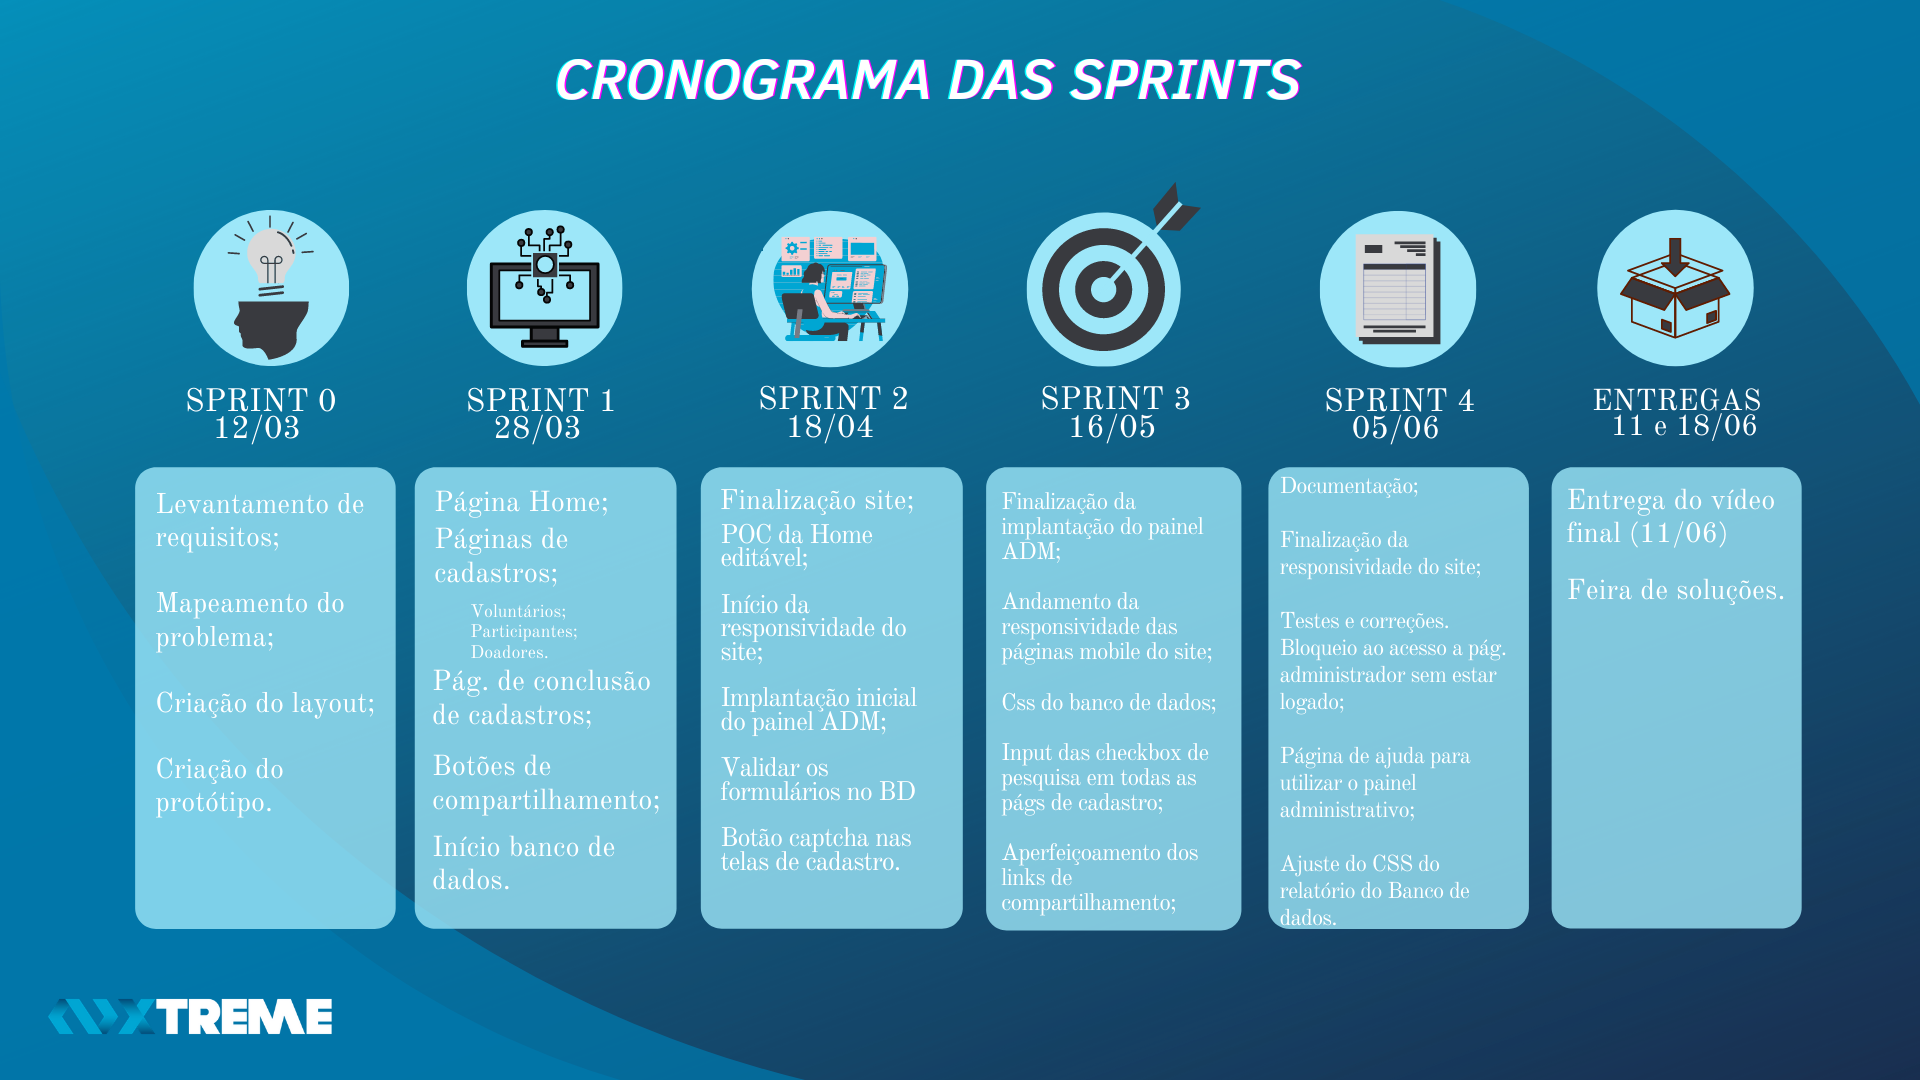 CRONOGRAMA DAS SPRINTS
SPRINT 0
12/03
Levantamento de
requisitos;
Mapeamento do
problema;
Criação do layout;
Criação do
protótipo.
SPRINT 1
28/03
Página Home;
Páginas de
cadastros;
Voluntários;
Participantes;
Doadores.
Pág. de conclusão
de cadastros;
Botões de
compartilhamento;
Início banco de
dados.
SPRINT 2
18/04
Finalização site;
POC da Home
editável;
Início da
responsividade do
site;
Implantação inicial
do painel ADM;
Validar os
formulários no BD
Botão captcha nas
telas de cadastro.
SPRINT 3
16/05
Finalização da
implantação do painel
ADM;
Andamento da
responsividade das
páginas mobile do site;
Css do banco de dados;
Input das checkbox de
pesquisa em todas as
págs de cadastro;
Aperfeiçoamento dos
links de
compartilhamento;
SPRINT 4
05/06
Documentação;
Finalização da
responsividade do site;
Testes e correções.
Bloqueio ao acesso a pág.
administrador sem estar
logado;
Página de ajuda para
utilizar o painel
administrativo;
Ajuste do CSS do
relatório do Banco de
dados.
ENTREGAS
11 e 18/06
Entrega do vídeo
final (11/06)
Feira de soluções.
XTREME